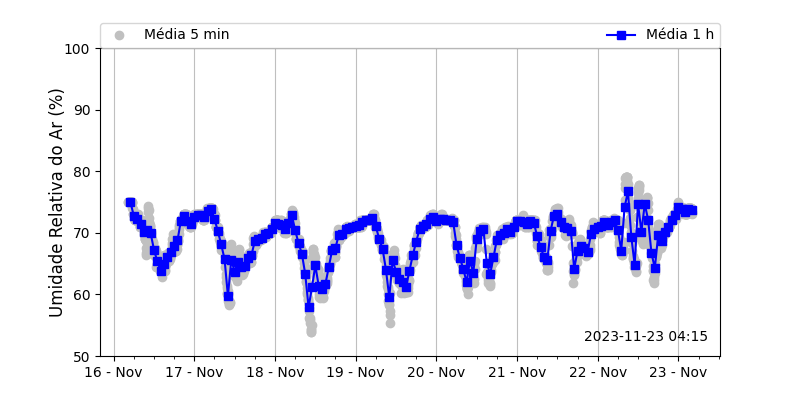 Média 5 min
Média 1 h
Umidade Relativa do Ar (%)
100
90
80
70
60
50
2023-11-23 04:15
16 - Nov
17 - Nov
18 - Nov
19 - Nov
20 - Nov
21 - Nov
22 - Nov
23 - Nov